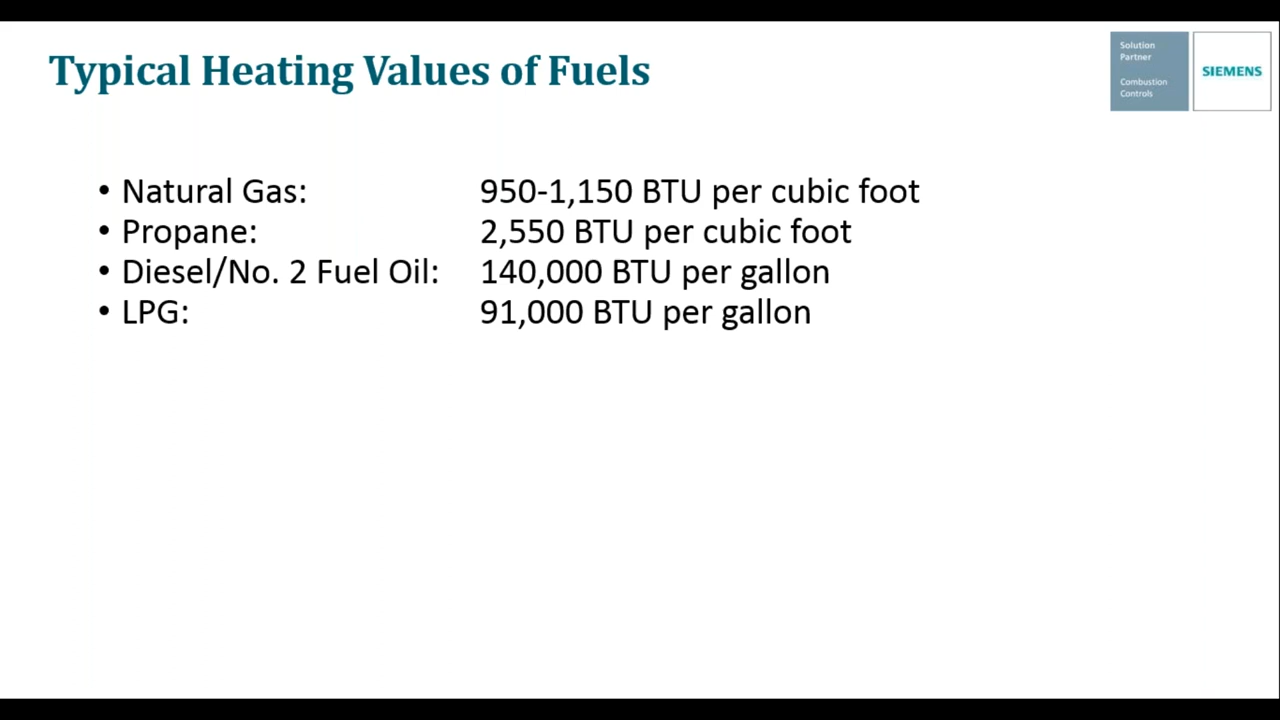 Typical Heating Values of Fuels
Solution
Partner
Combustion
Controls
SIEMENS
• Natural Gas: 950-1,150 BTU per cubic foot
• Propane: 2,550 BTU per cubic foot
• Diesel/No. 2 Fuel Oil: 140,000 BTU per gallon
• LPG: 91,000 BTU per gallon